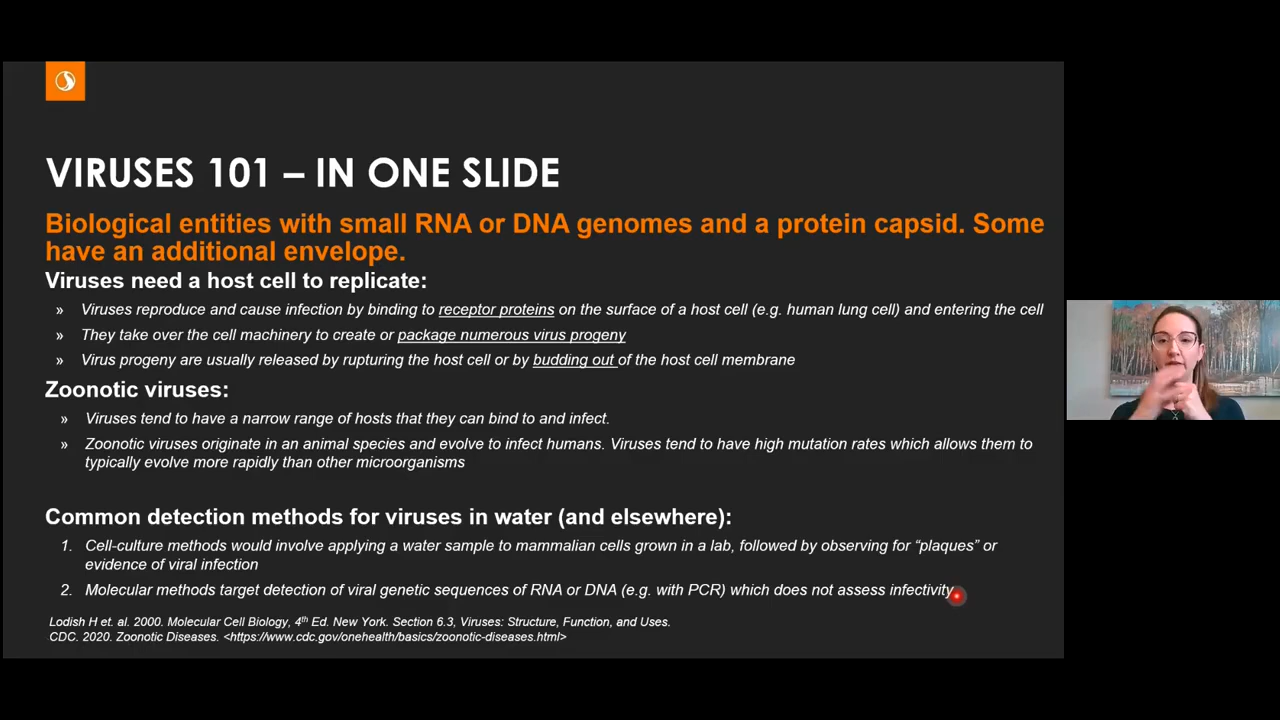 VIRUSES 101 – IN ONE SLIDE
Biological entities with small RNA or DNA genomes and a protein capsid. Some
have an additional envelope.
Viruses need a host cell to replicate:
» Viruses reproduce and cause infection by binding to receptor proteins on the surface of a host cell (e.g. human lung cell) and entering the cell
» They take over the cell machinery to create or package numerous virus progeny
» Virus progeny are usually released by rupturing the host cell or by budding out of the host cell membrane
Zoonotic viruses:
» Viruses tend to have a narrow range of hosts that they can bind to and infect.
» Zoonotic viruses originate in an animal species and evolve to infect humans. Viruses tend to have high mutation rates which allows them to
typically evolve more rapidly than other microorganisms
Common detection methods for viruses in water (and elsewhere):
1. Cell-culture methods would involve applying a water sample to mammalian cells grown in a lab, followed by observing for “plaques” or
evidence of viral infection
2. Molecular methods target detection of viral genetic sequences of RNA or DNA (e.g. with PCR) which does not assess infectivity
Lodish H et. al. 2000. Molecular Cell Biology, 4th Ed. New York. Section 6.3, Viruses: Structure, Function, and Uses.
CDC. 2020. Zoonotic Diseases. <https://www.cdc.gov/onehealth/basics/zoonotic-diseases.html>